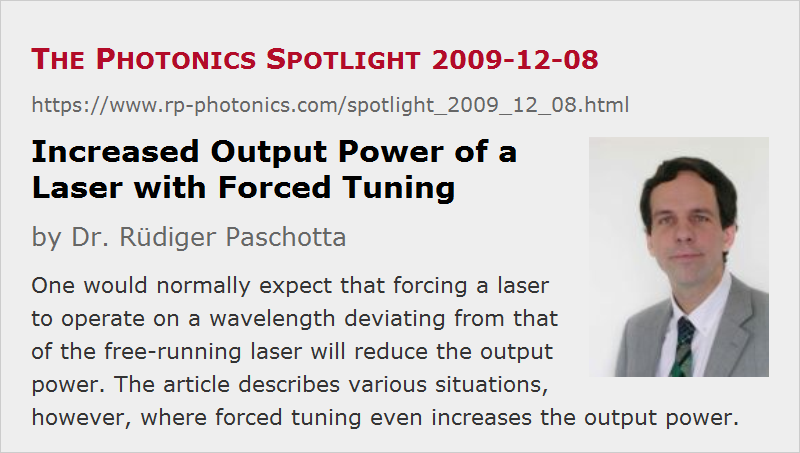 The Photonics Spotlight 2009-12-08
https://www.rp-photonics.com/spotlight_2009_12_08.html
Increased Output Power of a
Laser with Forced Tuning
by Dr. Rüdiger Paschotta
One would normally expect that forcing a laser
to operate on a wavelength deviating from that
of the free-running laser will reduce the output
power. The article describes various situations,
however, where forced tuning even increases the output power.